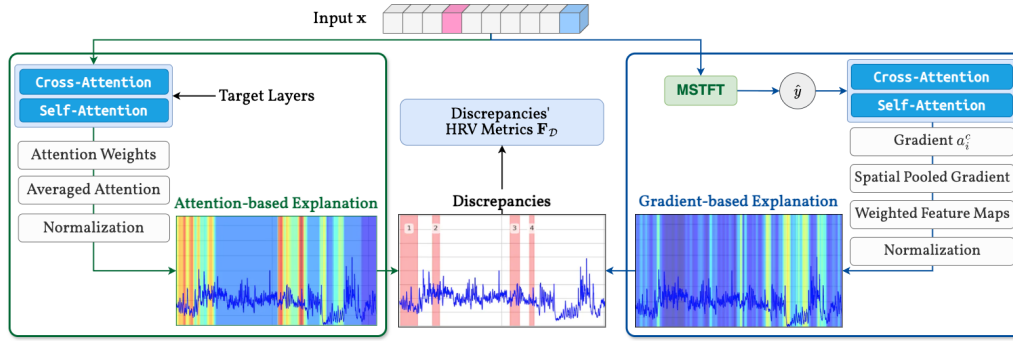 Input x
Cross-Attention
Self-Attention
Target Layers
Attention Weights
Averaged Attention
Normalization
Attention-based Explanation
Discrepancies'
HRV Metrics F_D
Discrepancies
1 2 3 4
MSTFT
ŷ
Cross-Attention
Self-Attention
Gradient a_i^c
Spatial Pooled Gradient
Weighted Feature Maps
Normalization
Gradient-based Explanation